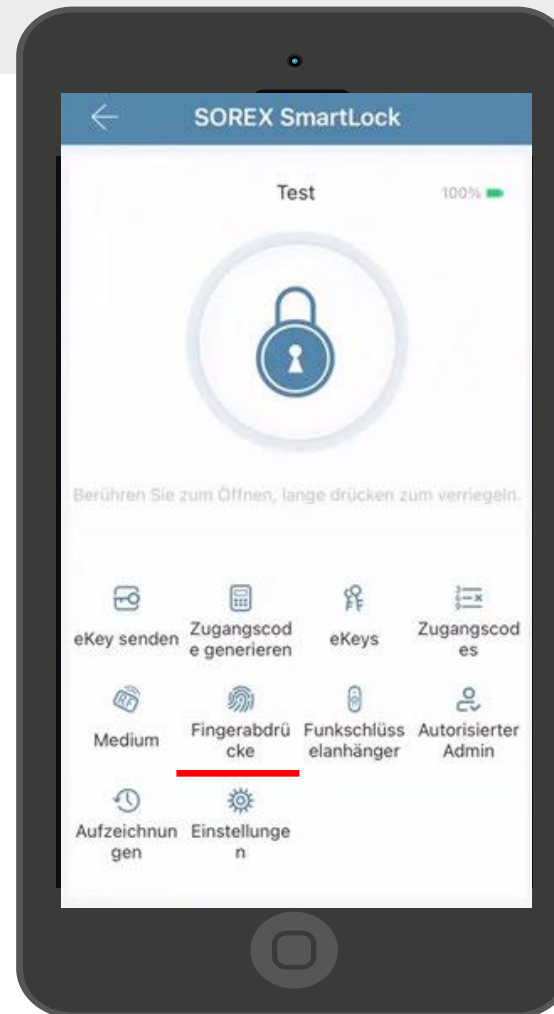 SOREX SmartLock
Test
100%
Berühren Sie zum Öffnen, lange drücken zum verriegeln.
eKey senden
Zugangscod
e generieren
eKeys
Zugangscod
es
Medium
Fingerabdrü
cke
Funkschlüss
elanhänger
Autorisierter
Admin
Aufzeichnun
gen
Einstellunge
n